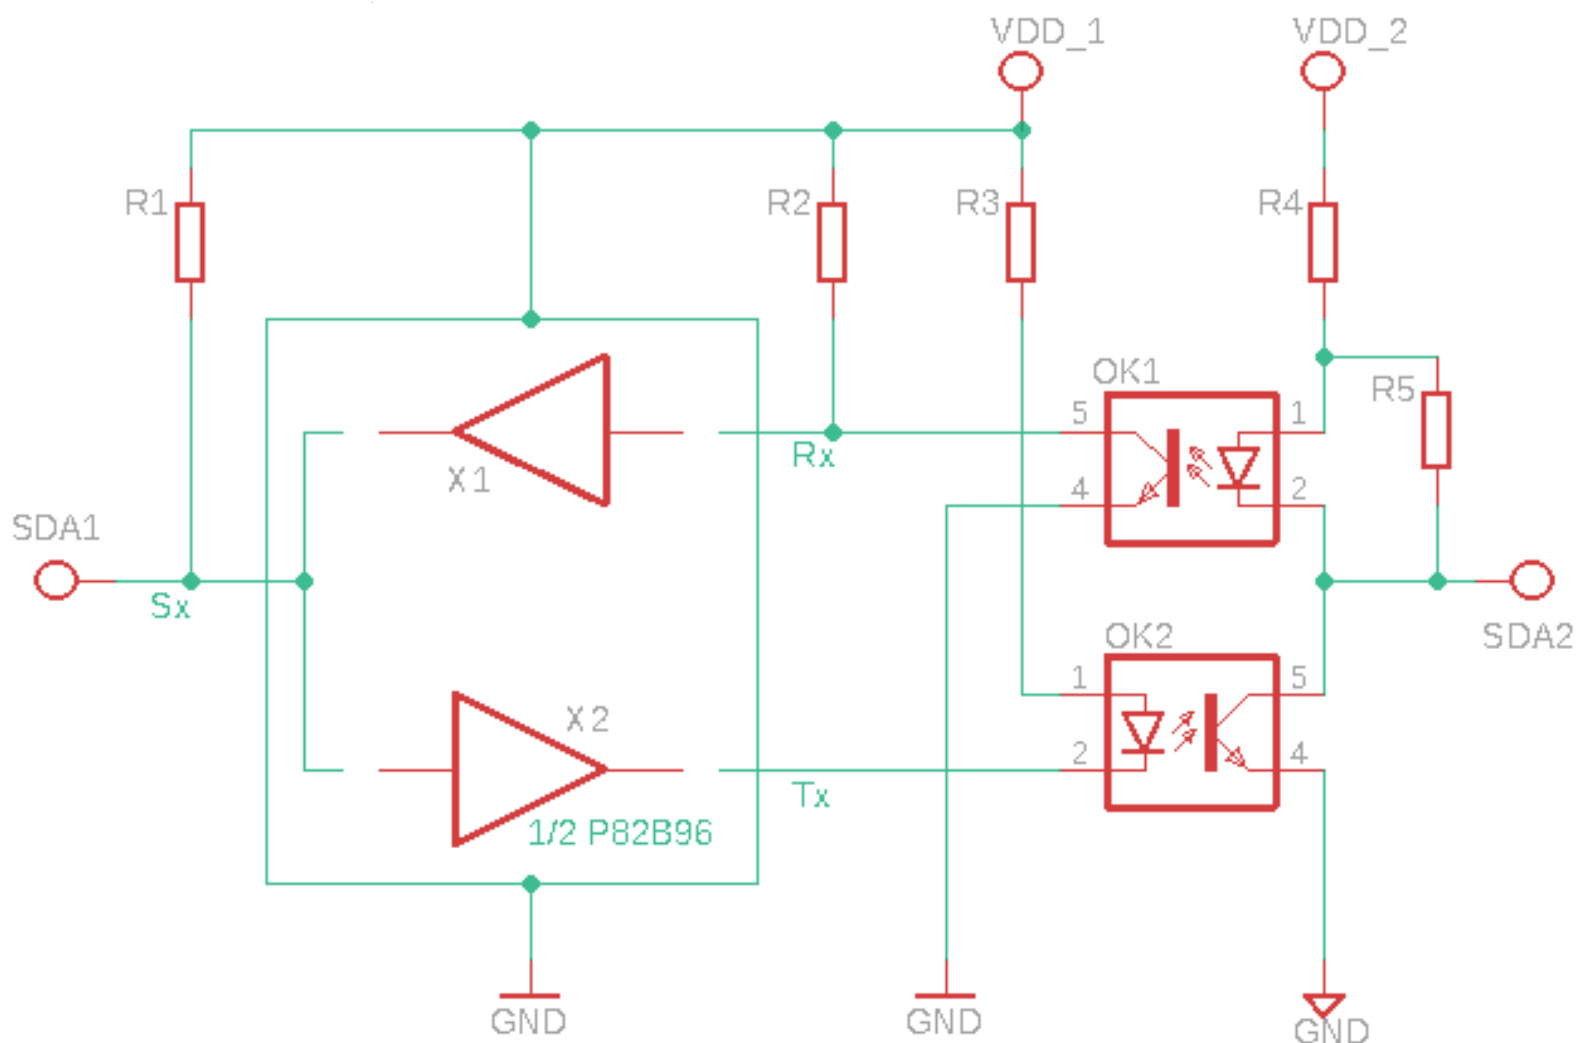 VDD_1
VDD_2
R1
R2
R3
R4
OK1
R5
5
1
Rx
X1
4
2
SDA1
Sx
OK2
SDA2
X2
1
5
2
4
Tx
1/2 P82B96
GND
GND
GND